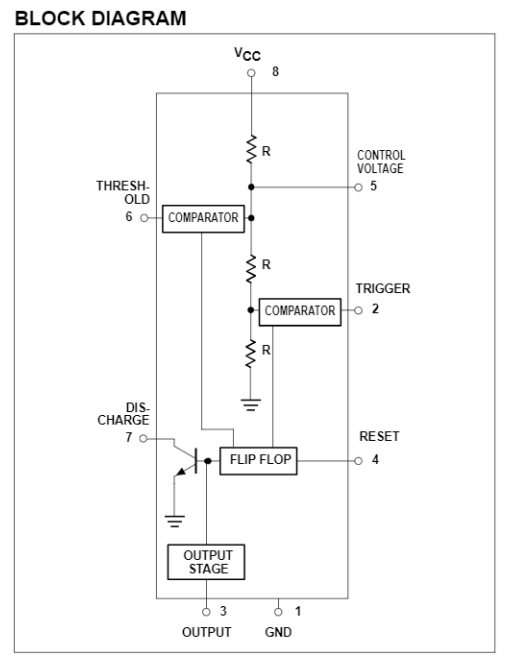 BLOCK DIAGRAM
VCC
8
R
CONTROL
VOLTAGE
5
THRESH-
OLD
6
COMPARATOR
R
TRIGGER
COMPARATOR
2
R
DIS-
CHARGE
7
RESET
FLIP FLOP
4
OUTPUT
STAGE
3
1
OUTPUT
GND